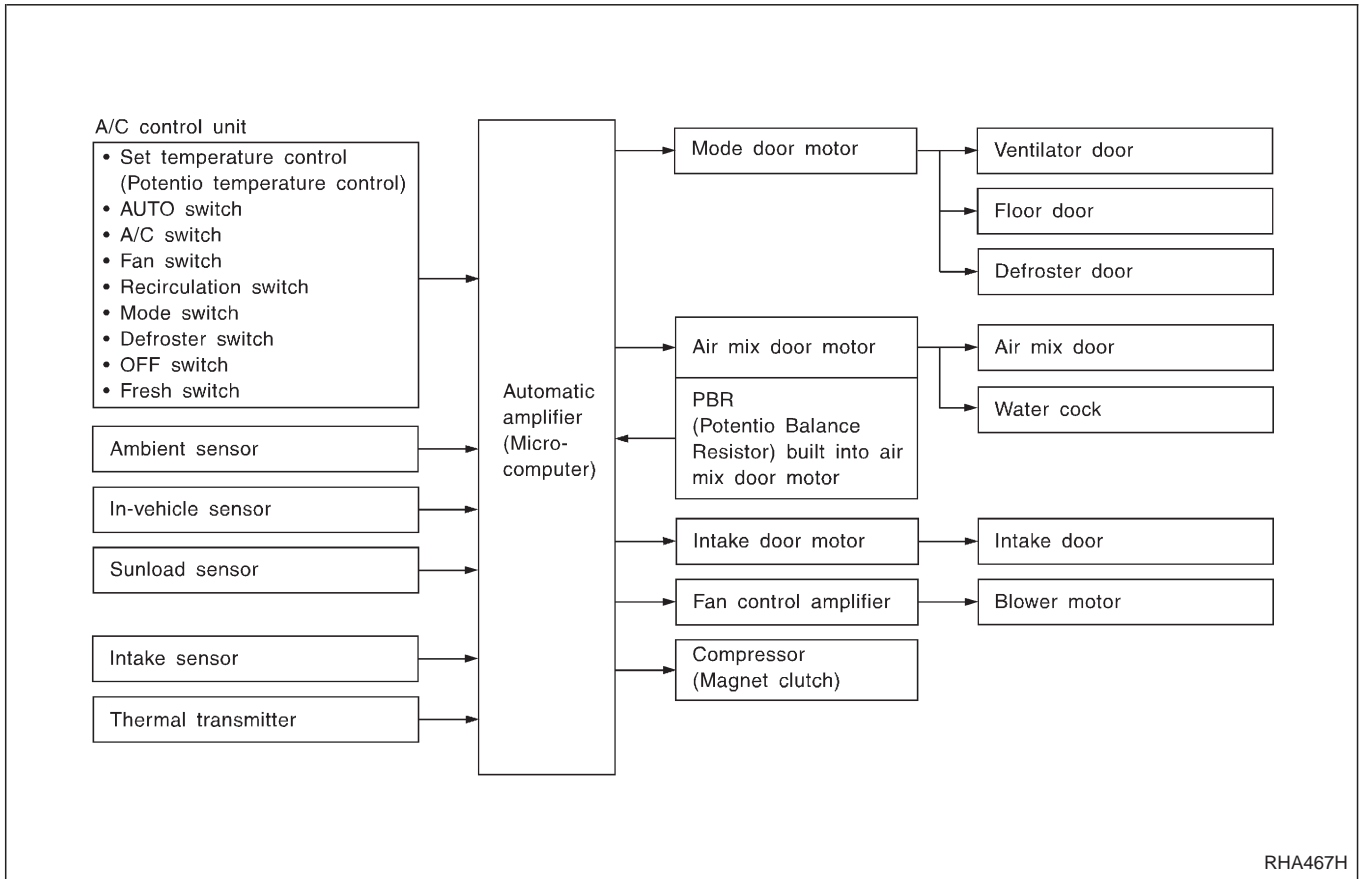 A/C control unit
• Set temperature control
(Potentio temperature control)
• AUTO switch
• A/C switch
• Fan switch
• Recirculation switch
• Mode switch
• Defroster switch
• OFF switch
• Fresh switch
Ambient sensor
In-vehicle sensor
Sunload sensor
Intake sensor
Thermal transmitter
Automatic
amplifier
(Micro-
computer)
Mode door motor
Air mix door motor
PBR
(Potentio Balance
Resistor) built into air
mix door motor
Intake door motor
Fan control amplifier
Compressor
(Magnet clutch)
Ventilator door
Floor door
Defroster door
Air mix door
Water cock
Intake door
Blower motor
RHA467H